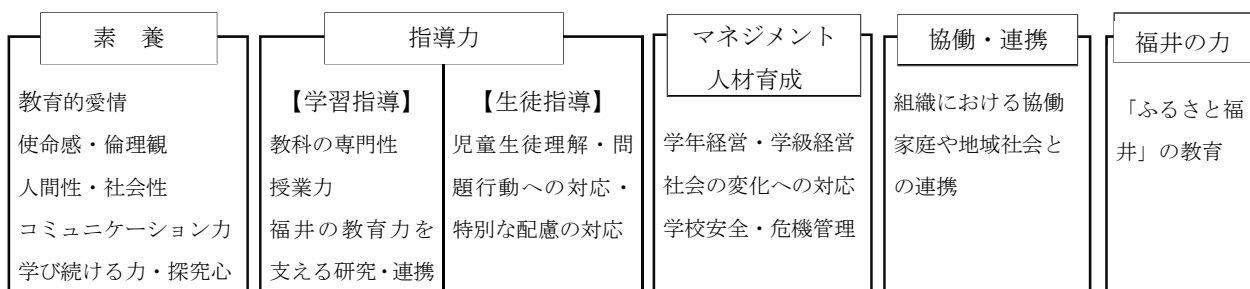 素　養
教育的愛情
使命感・倫理観
人間性・社会性
コミュニケーション力
学び続ける力・探究心
指導力
【学習指導】
教科の専門性
授業力
福井の教育力を
支える研究・連携
【生徒指導】
児童生徒理解・問
題行動への対応・
特別な配慮の対応
マネジメント
人材育成
学年経営・学級経営
社会の変化への対応
学校安全・危機管理
協働・連携
組織における協働
家庭や地域社会と
の連携
福井の力
「ふるさと福
井」の教育